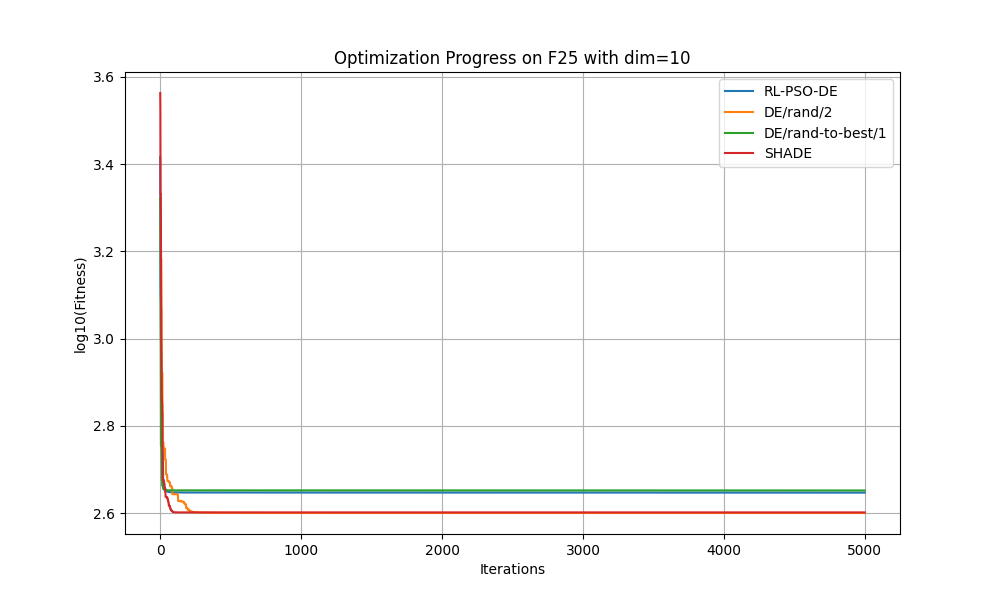 Optimization Progress on F25 with dim=10
3.6
3.4
3.2
3.0
2.8
2.6
log10(Fitness)
RL-PSO-DE
DE/rand/2
DE/rand-to-best/1
SHADE
0 1000 2000 3000 4000 5000
Iterations